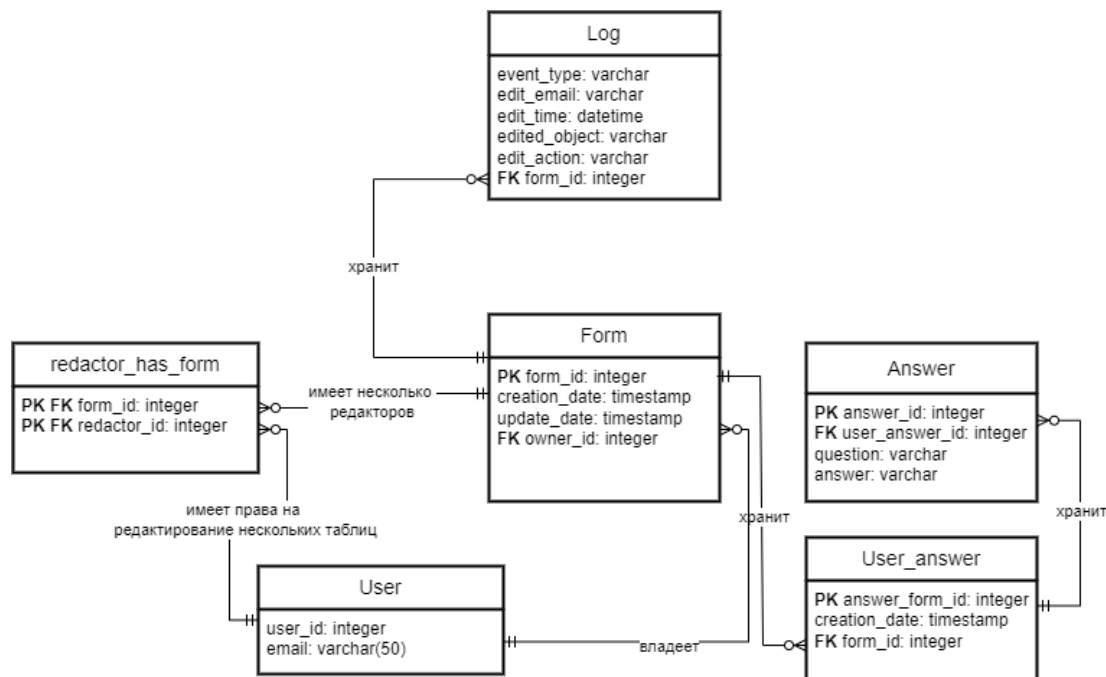 Log
event_type: varchar
edit_email: varchar
edit_time: datetime
edited_object: varchar
edit_action: varchar
FK form_id: integer
хранит
Form
PK form_id: integer
creation_date: timestamp
update_date: timestamp
FK owner_id: integer
redactor_has_form
PK FK form_id: integer
PK FK redactor_id: integer
имеет несколько
редакторов
Answer
PK answer_id: integer
FK user_answer_id: integer
question: varchar
answer: varchar
имеет права на
редактирование нескольких таблиц
хранит
хранит
User
user_id: integer
email: varchar(50)
владеет
User_answer
PK answer_form_id: integer
creation_date: timestamp
FK form_id: integer